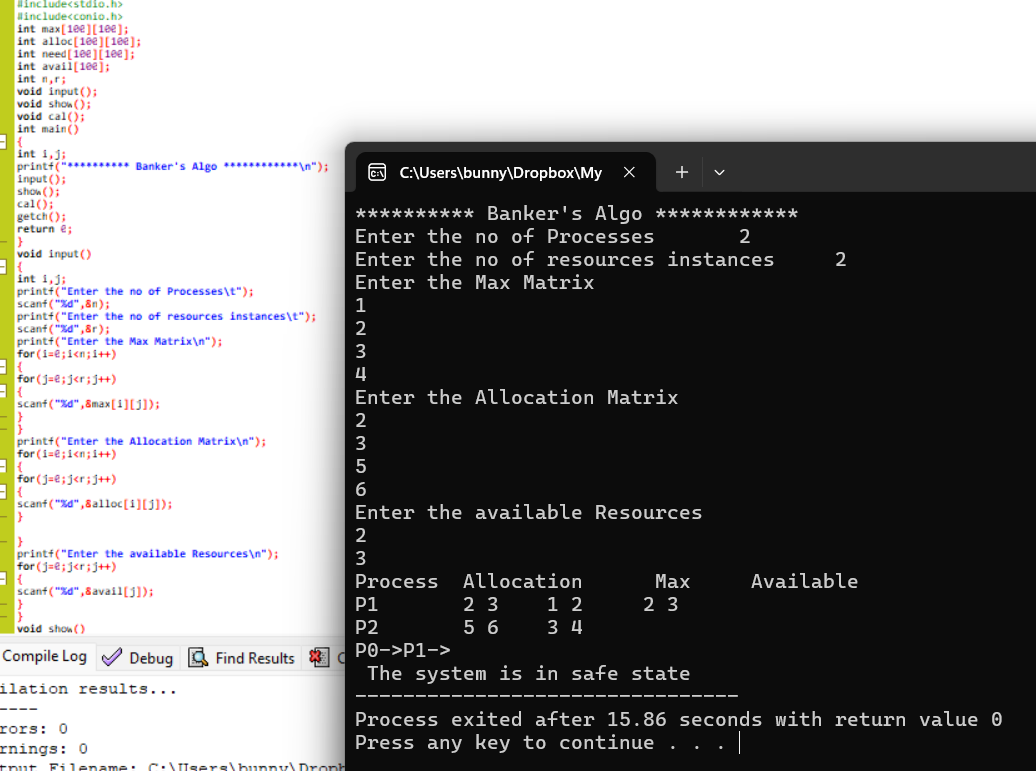 #include<stdio.h>
#include<conio.h>
int max[100][100];
int alloc[100][100];
int need[100][100];
int avail[100];
int n,r;
void input();
void show();
void cal();
int main()
{
int i,j;
printf("********** Banker's Algo ************\n");
input();
show();
cal();
getch();
return 0;
}
void input()
{
int i,j;
printf("Enter the no of Processes\t");
scanf("%d",&n);
printf("Enter the no of resources instances\t");
scanf("%d",&r);
printf("Enter the Max Matrix\n");
for(i=0;i<n;i++)
{
for(j=0;j<r;j++)
{
scanf("%d",&max[i][j]);
}
}
printf("Enter the Allocation Matrix\n");
for(i=0;i<n;i++)
{
for(j=0;j<r;j++)
{
scanf("%d",&alloc[i][j]);
}
}
printf("Enter the available Resources\n");
for(j=0;j<r;j++)
{
scanf("%d",&avail[j]);
}
}
void show()
Compile Log Debug Find Results
ilation results...
----
rors: 0
rnings: 0
tput Filename: C:\Users\bunny\Dropb
C:\Users\bunny\Dropbox\My
********** Banker's Algo ************
Enter the no of Processes 2
Enter the no of resources instances 2
Enter the Max Matrix
1
2
3
4
Enter the Allocation Matrix
2
3
5
6
Enter the available Resources
2
3
Process Allocation Max Available
P1 2 3 1 2 2 3
P2 5 6 3 4
P0->P1->
The system is in safe state
--------------------------------
Process exited after 15.86 seconds with return value 0
Press any key to continue . . .